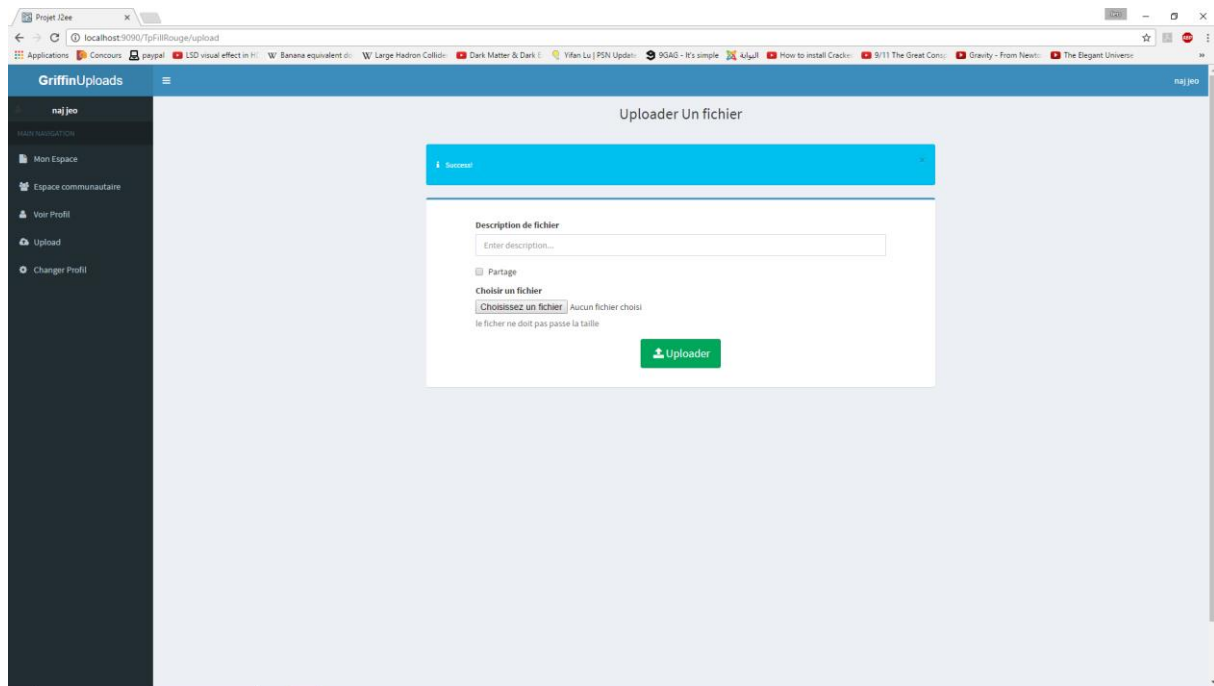 Projet J2ee
localhost:9090/TpFillRouge/upload
Applications Concours paypal LSD visual effect in H Banana equivalent d Large Hadron Collid Dark Matter & Dark E Yifan Lu | PSN Updat 9GAG - It's simple البوابة How to install Cracke 9/11 The Great Cons Gravity - From Newt The Elegant Universe
GriffinUploads
naj jeo
naj jeo
MAIN NAVIGATION
Mon Espace
Espace communautaire
Voir Profil
Upload
Changer Profil
Uploader Un fichier
Success!
Description de fichier
Enter description...
Partage
Choisir un fichier
Choisissez un fichier Aucun fichier choisi
le ficher ne doit pas passe la taille
Uploader